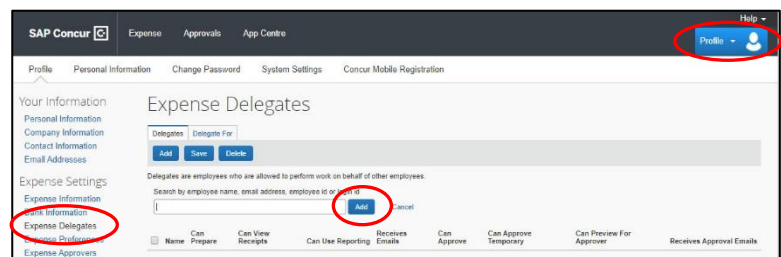 Help
SAP Concur C Expense Approvals App Centre
Profile
Profile Personal Information Change Password System Settings Concur Mobile Registration
Your Information
Personal Information
Company Information
Contact Information
Email Addresses
Expense Settings
Expense Information
Bank Information
Expense Delegates
Expense Preferences
Expense Approvers
Expense Delegates
Delegates Delegate For
Add Save Delete
Delegates are employees who are allowed to perform work on behalf of other employees.
Search by employee name, email address, employee id or login id
Add Cancel
Name Can Prepare Can View Receipts Can Use Reporting Receives Emails Can Approve Can Approve Temporary Can Preview For Approver Receives Approval Emails